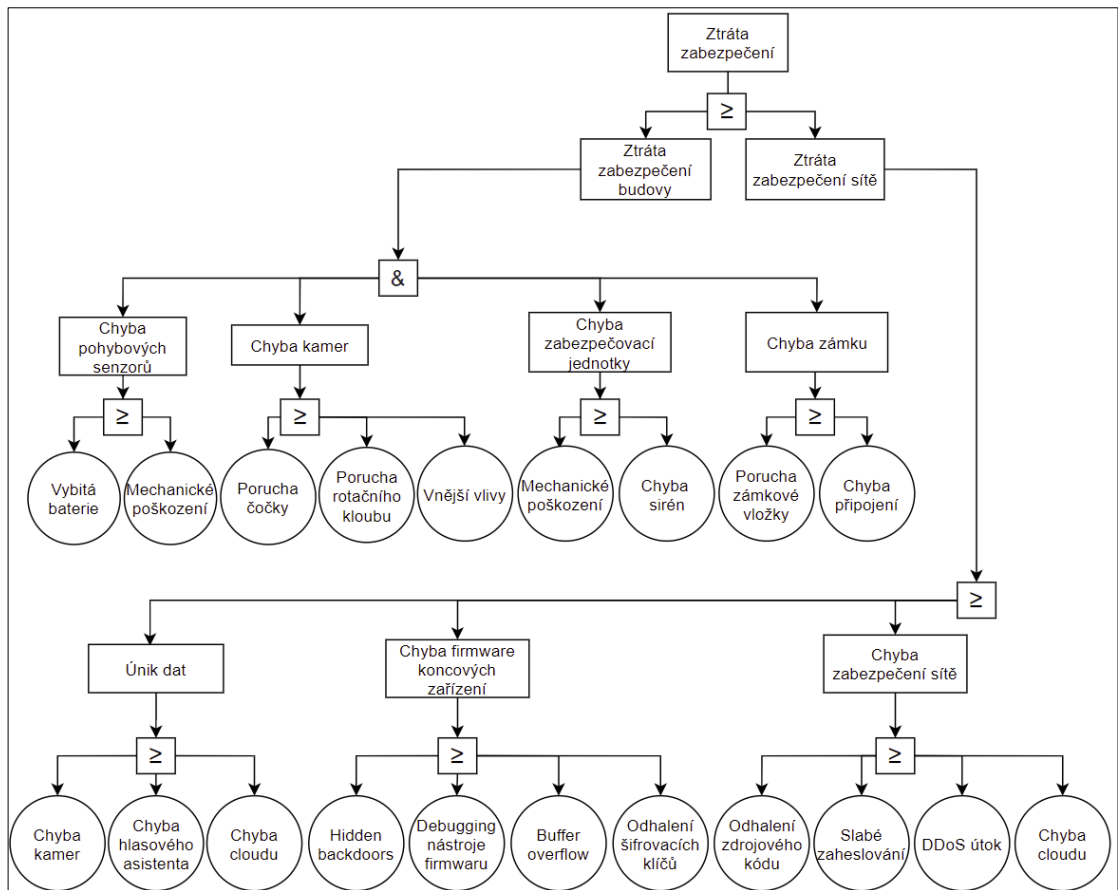 Ztráta
zabezpečení
≥
Ztráta
zabezpečení
budovy
Ztráta
zabezpečení sítě
&
Chyba
pohybových
senzorů
Chyba kamer
Chyba
zabezpečovací
jednotky
Chyba zámku
≥
≥
≥
≥
Vybitá
baterie
Mechanické
poškození
Porucha
čočky
Porucha
rotačního
kloubu
Vnější vlivy
Mechanické
poškození
Chyba
sirén
Porucha
zámkové
vložky
Chyba
připojení
≥
Únik dat
Chyba firmware
koncových
zařízení
Chyba
zabezpečení sítě
≥
≥
≥
Chyba
kamer
Chyba
hlasového
asistenta
Chyba
cloudu
Hidden
backdoors
Debugging
nástroje
firmwaru
Buffer
overflow
Odhalení
šifrovacích
klíčů
Odhalení
zdrojového
kódu
Slabé
zaheslování
DDoS útok
Chyba
cloudu